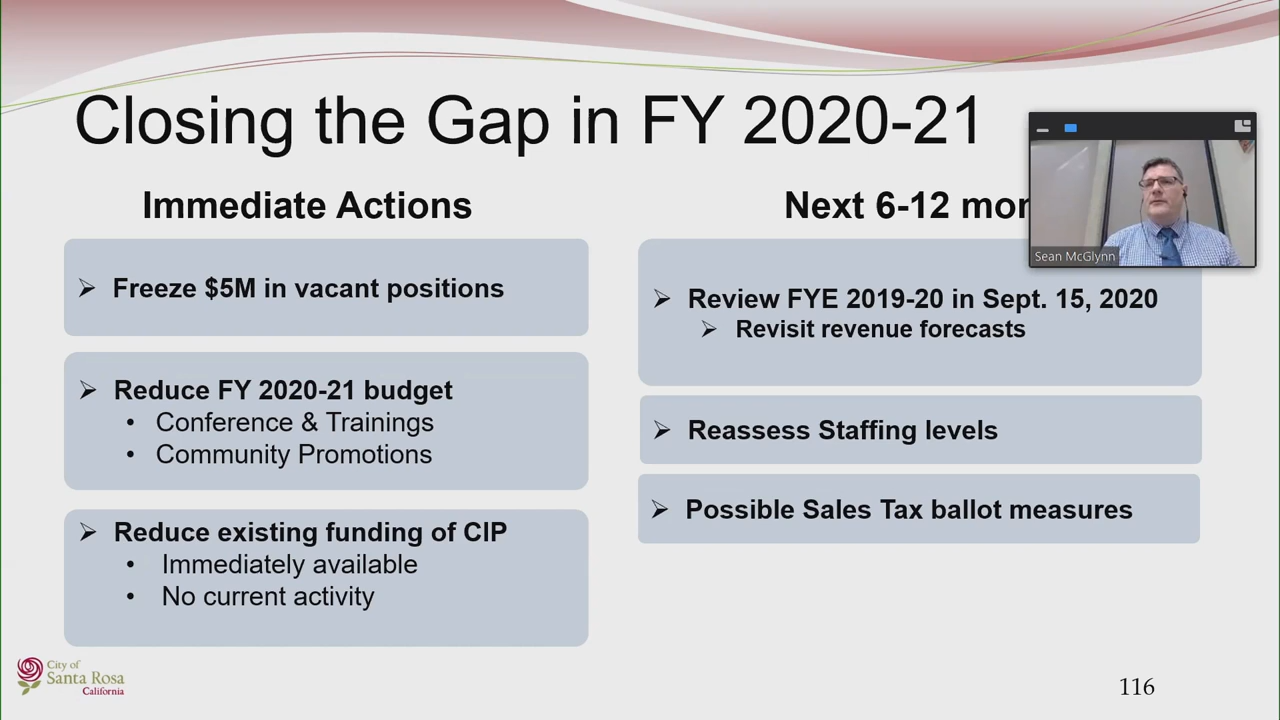 Closing the Gap in FY 2020-21
Immediate Actions
Freeze $5M in vacant positions
Reduce FY 2020-21 budget
Conference & Trainings
Community Promotions
Reduce existing funding of CIP
Immediately available
No current activity
Next 6-12 mon
Sean McGlynn
Review FYE 2019-20 in Sept. 15, 2020
Revisit revenue forecasts
Reassess Staffing levels
Possible Sales Tax ballot measures
City of
Santa Rosa
California
116